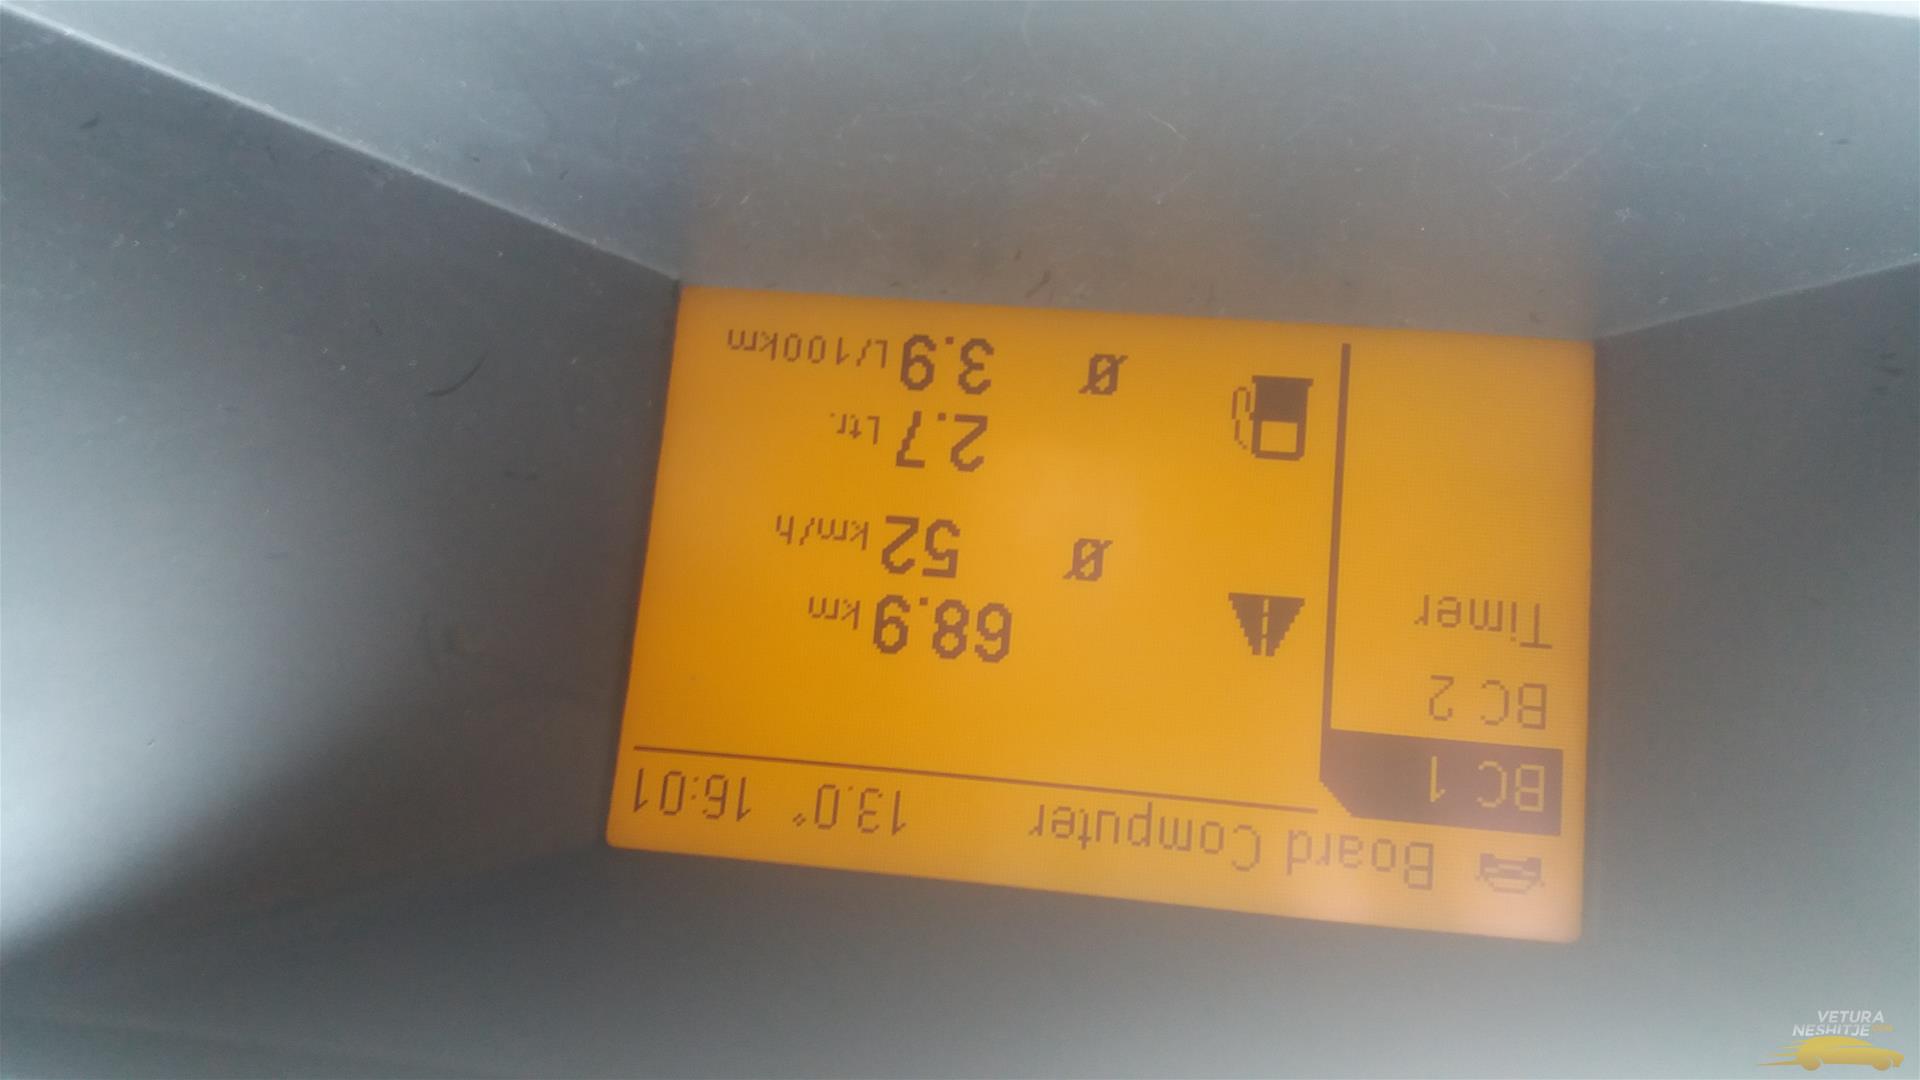 Board Computer 13.0° 16:01
BC 1
BC 2
Timer
68.9 km
Ø 52 km/h
2.7 Ltr.
Ø 3.9 L/100km
VETURA
NESHITJE